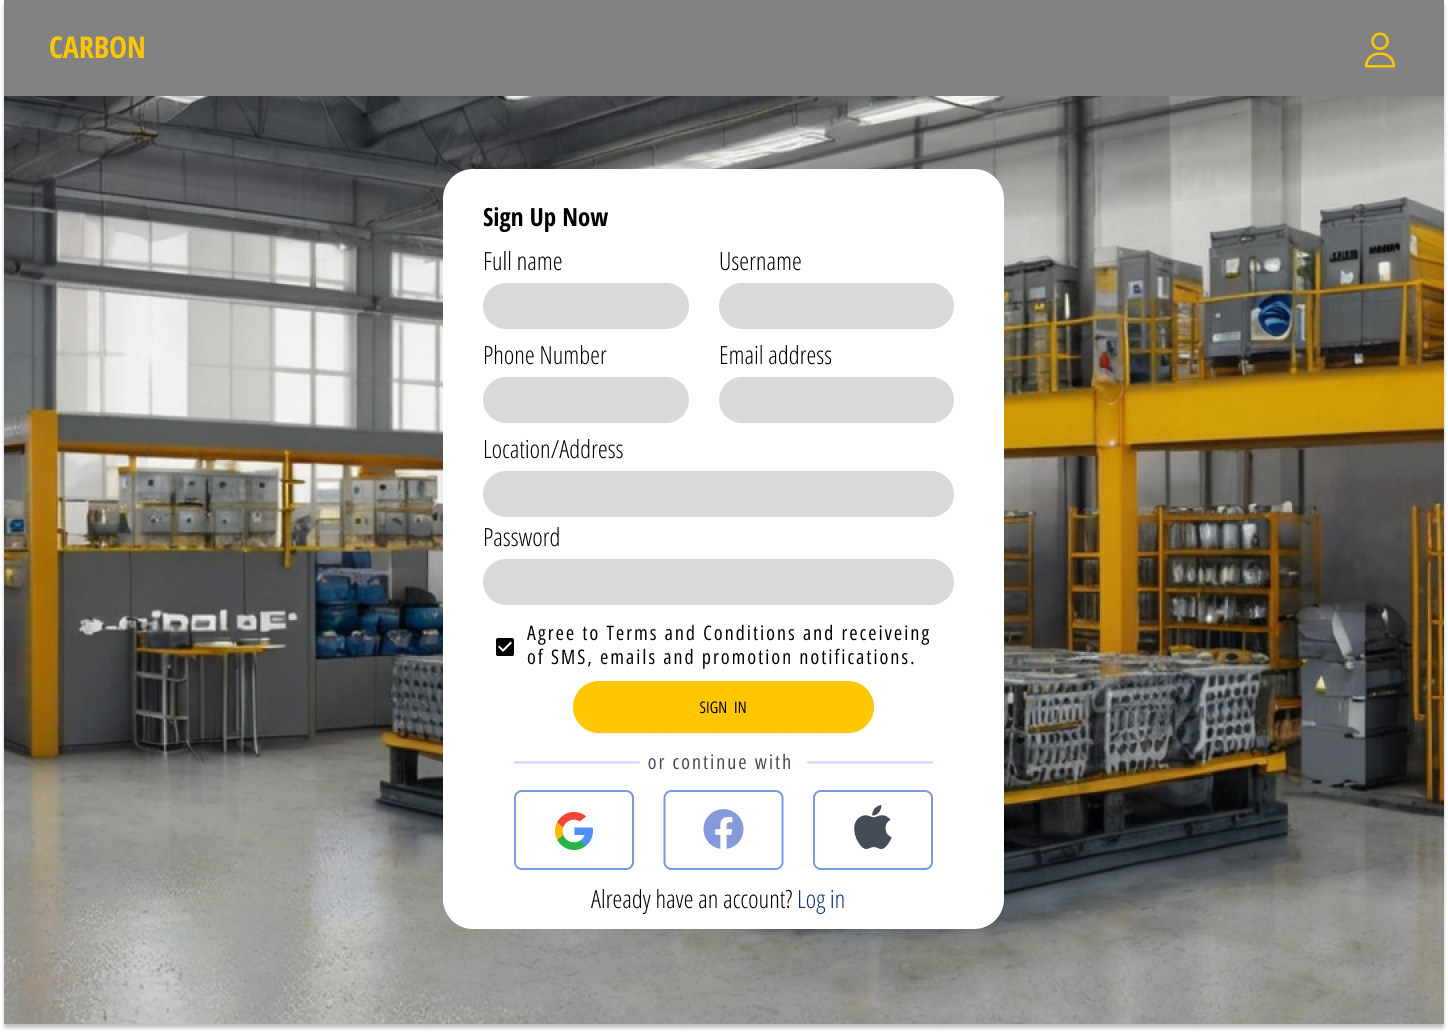 CARBON
Sign Up Now
Full name
Username
Phone Number
Email address
Location/Address
Password
Agree to Terms and Conditions and receiveing
of SMS, emails and promotion notifications.
SIGN IN
or continue with
Already have an account? Log in